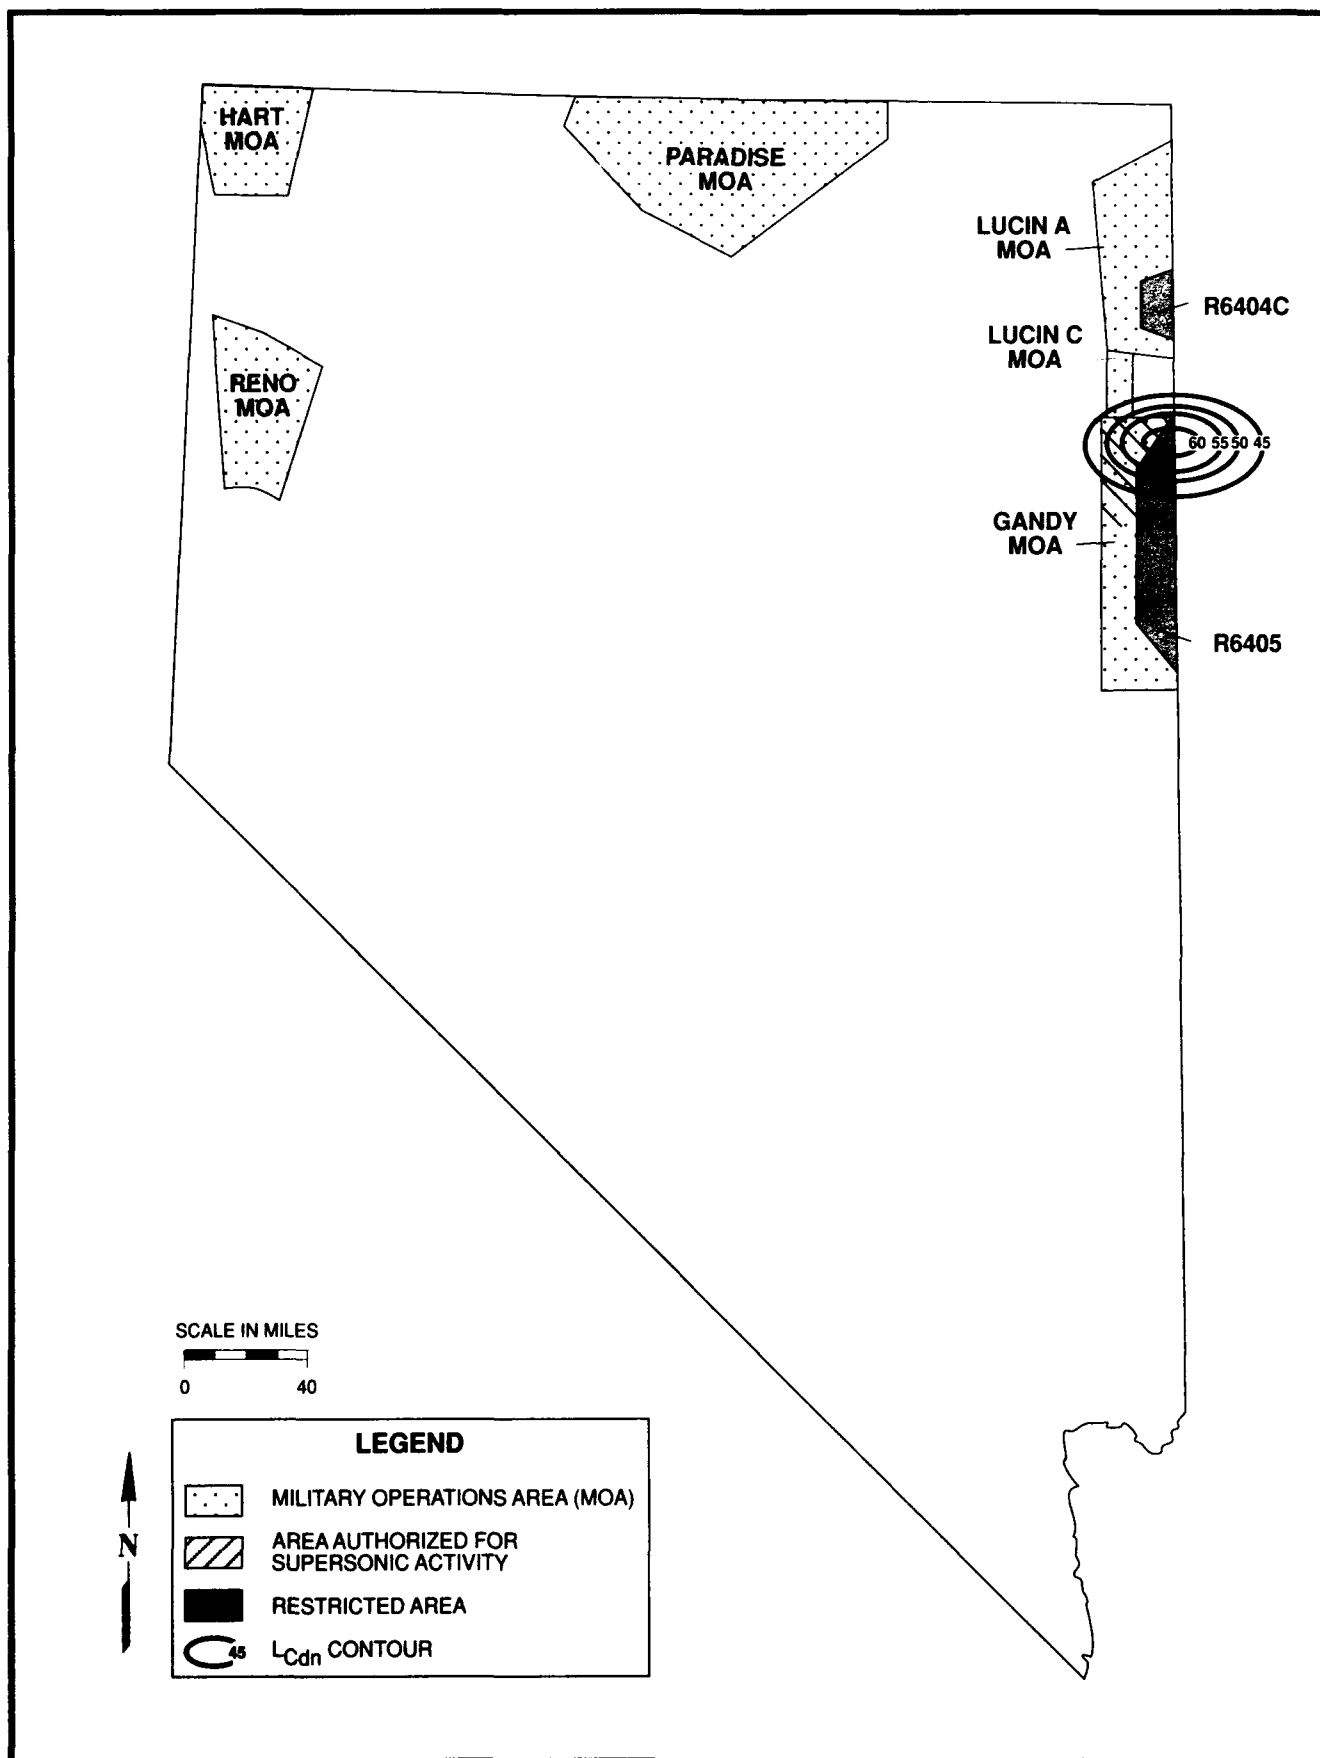 HART
MOA
PARADISE
MOA
LUCIN A
MOA
R6404C
LUCIN C
MOA
RENO
MOA
60 55 50 45
GANDY
MOA
R6405
SCALE IN MILES
0 40
LEGEND
MILITARY OPERATIONS AREA (MOA)
AREA AUTHORIZED FOR
SUPERSONIC ACTIVITY
RESTRICTED AREA
45 LCdn CONTOUR
N